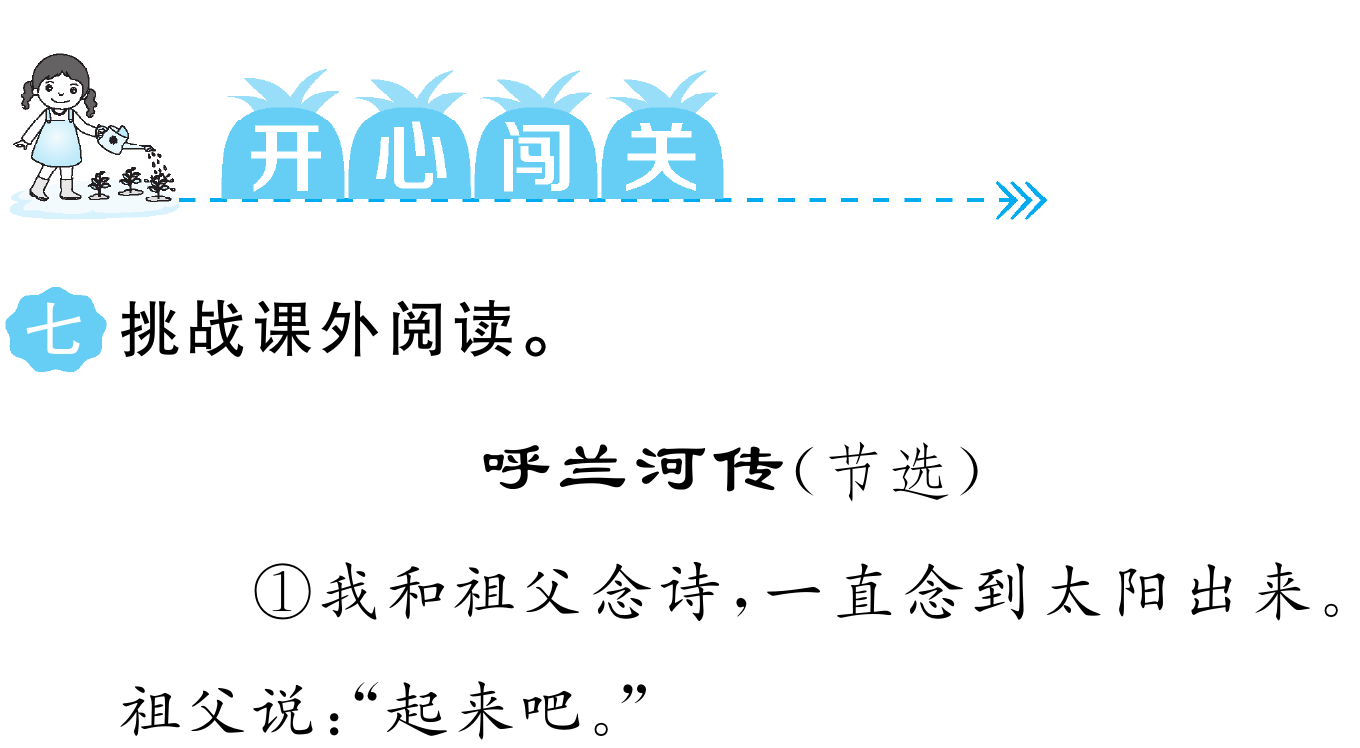 开心闯关
七 挑战课外阅读。
呼兰河传(节选)
①我和祖父念诗,一直念到太阳出来。
祖父说:“起来吧。”